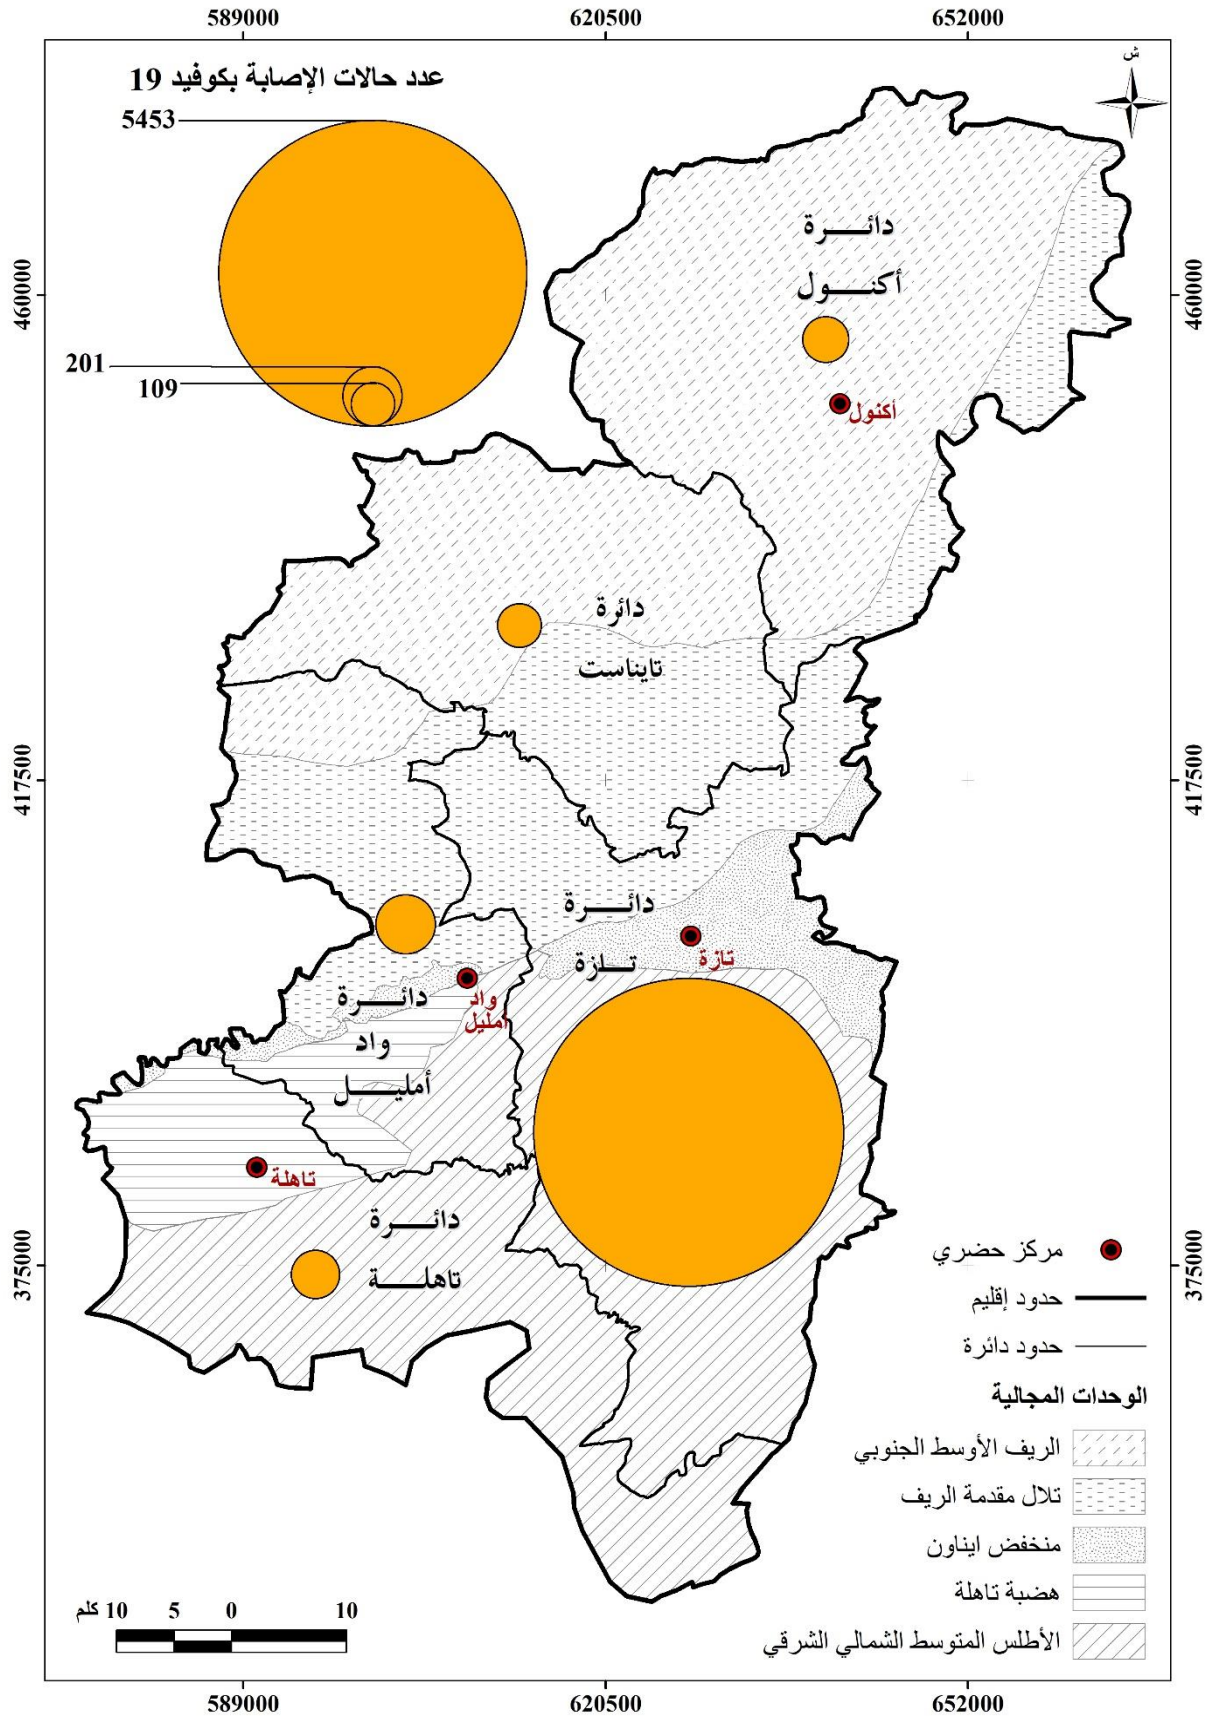 589000
620500
652000
ش
عدد حالات الإصابة بكوفيد 19
5453
201
109
460000
460000
دائـــرة
أكنـــول
أكنول
دائرة
تايناست
417500
417500
دائـــرة
تـــازة
تازة
دائـــرة
واد
أمليـــل
واد
امليل
تاهلة
دائـــرة
تاهلـــة
375000
375000
مركز حضري
حدود إقليم
حدود دائرة
الوحدات المجالية
الريف الأوسط الجنوبي
تلال مقدمة الريف
منخفض ايناون
هضبة تاهلة
الأطلس المتوسط الشمالي الشرقي
كلم 10 5 0 10
589000
620500
652000